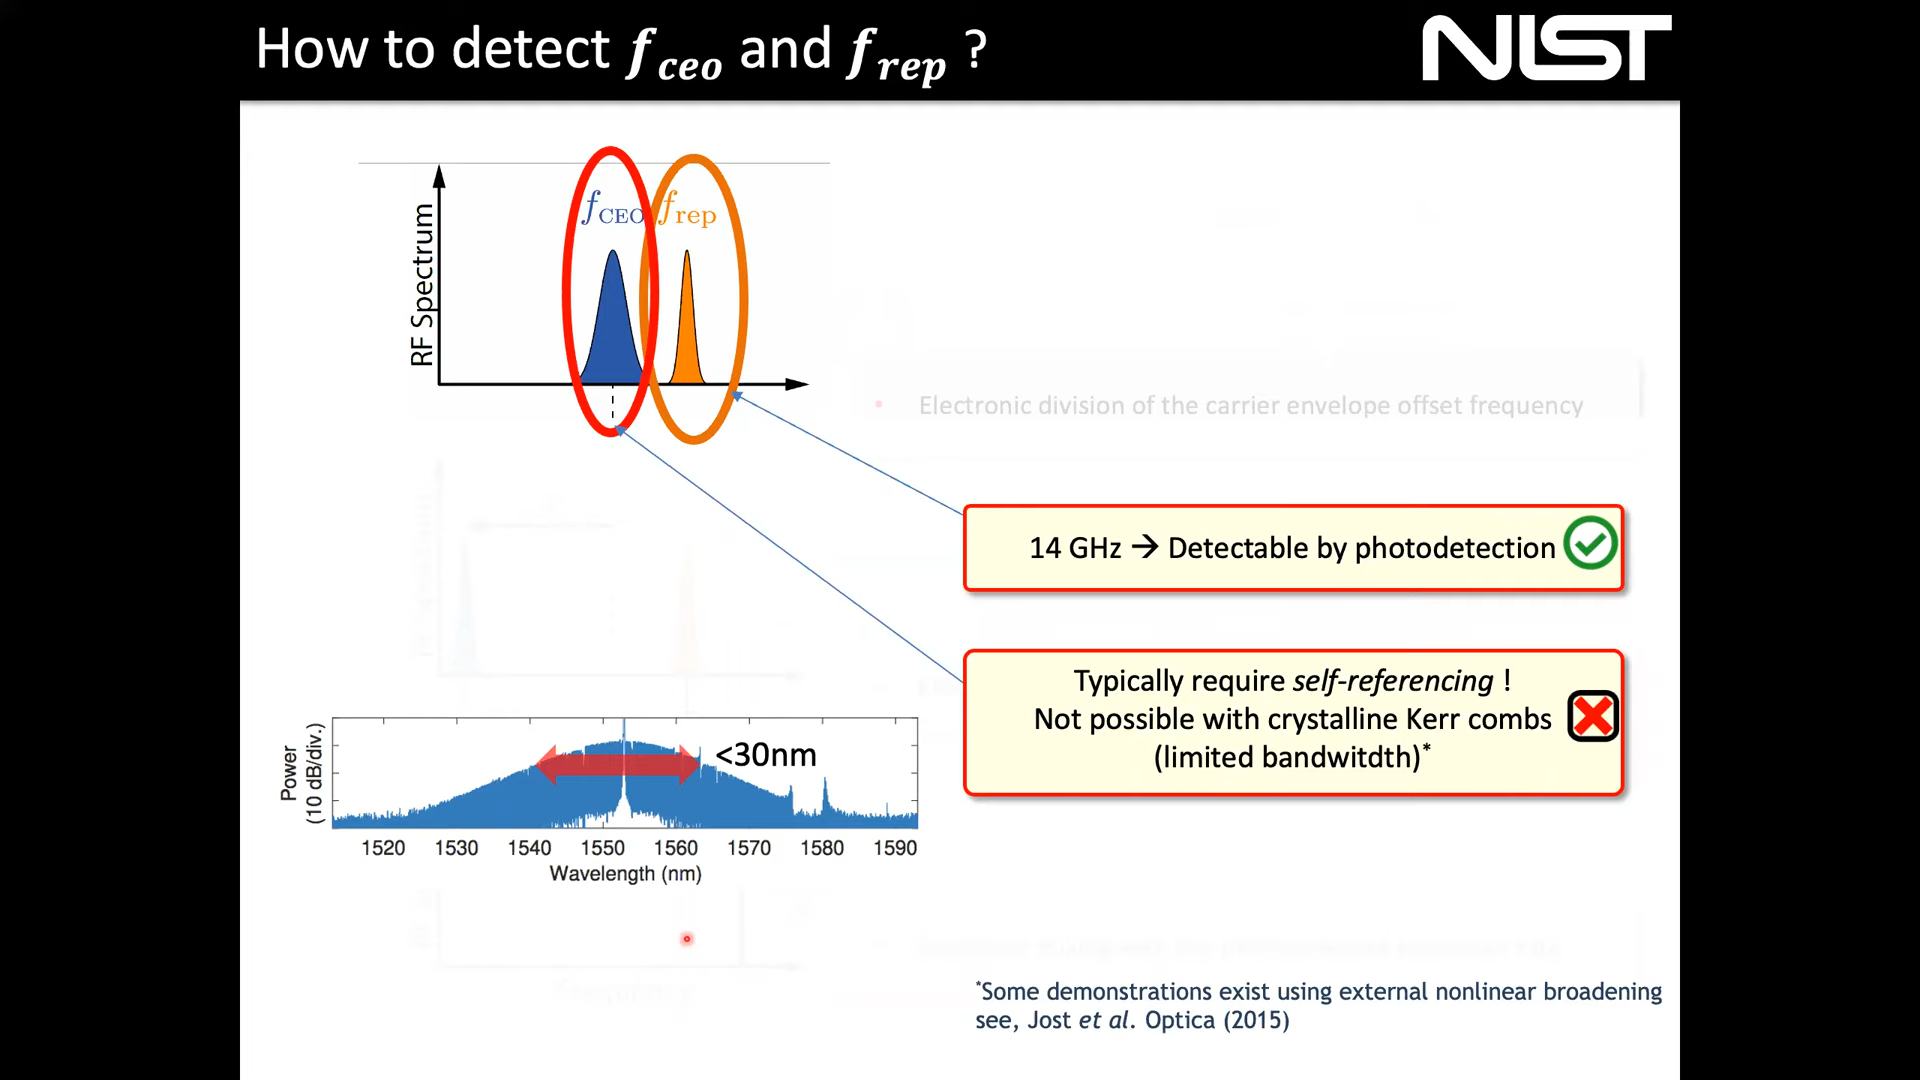 How to detect f_ceo and f_rep ?
NIST
f_CEO f_rep
RF Spectrum
Electronic division of the carrier envelope offset frequency
14 GHz → Detectable by photodetection
Typically require self-referencing !
Not possible with crystalline Kerr combs
(limited bandwitdth)*
<30nm
Power
(10 dB/div.)
1520 1530 1540 1550 1560 1570 1580 1590
Wavelength (nm)
*Some demonstrations exist using external nonlinear broadening
see, Jost et al. Optica (2015)